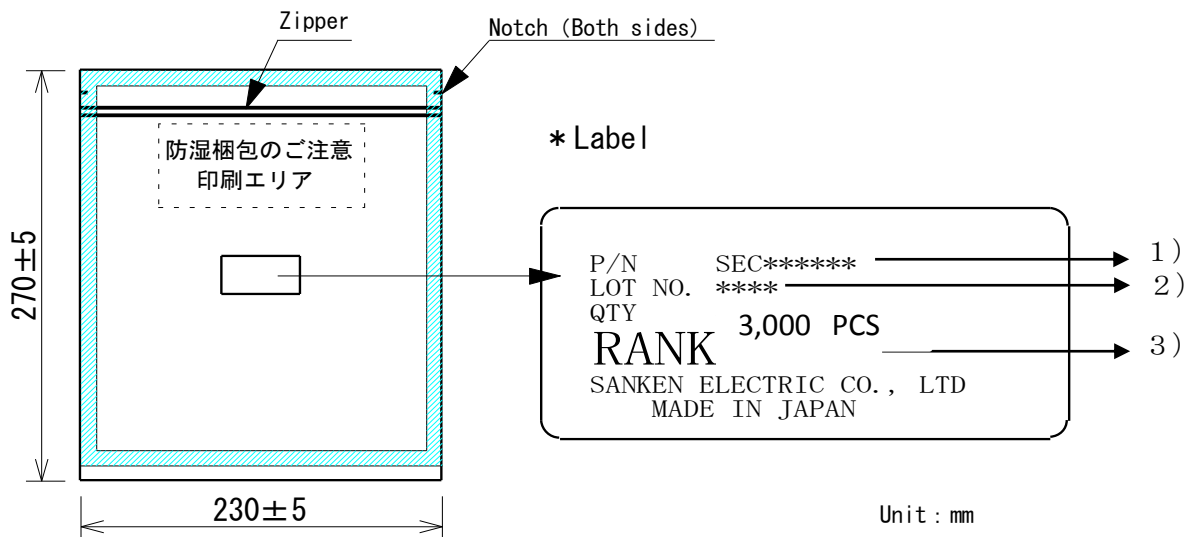 Zipper
Notch (Both sides)
防湿梱包のご注意
印刷エリア
270±5
230±5
* Label
P/N SEC****** 1)
LOT NO. **** 2)
QTY 3,000 PCS
RANK 3)
SANKEN ELECTRIC CO., LTD
MADE IN JAPAN
Unit : mm